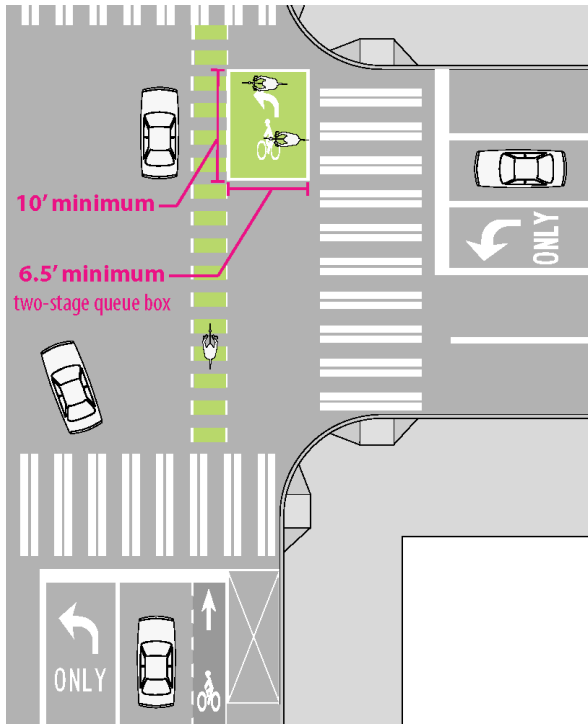 10’ minimum
6.5’ minimum
two-stage queue box
ONLY
ONLY